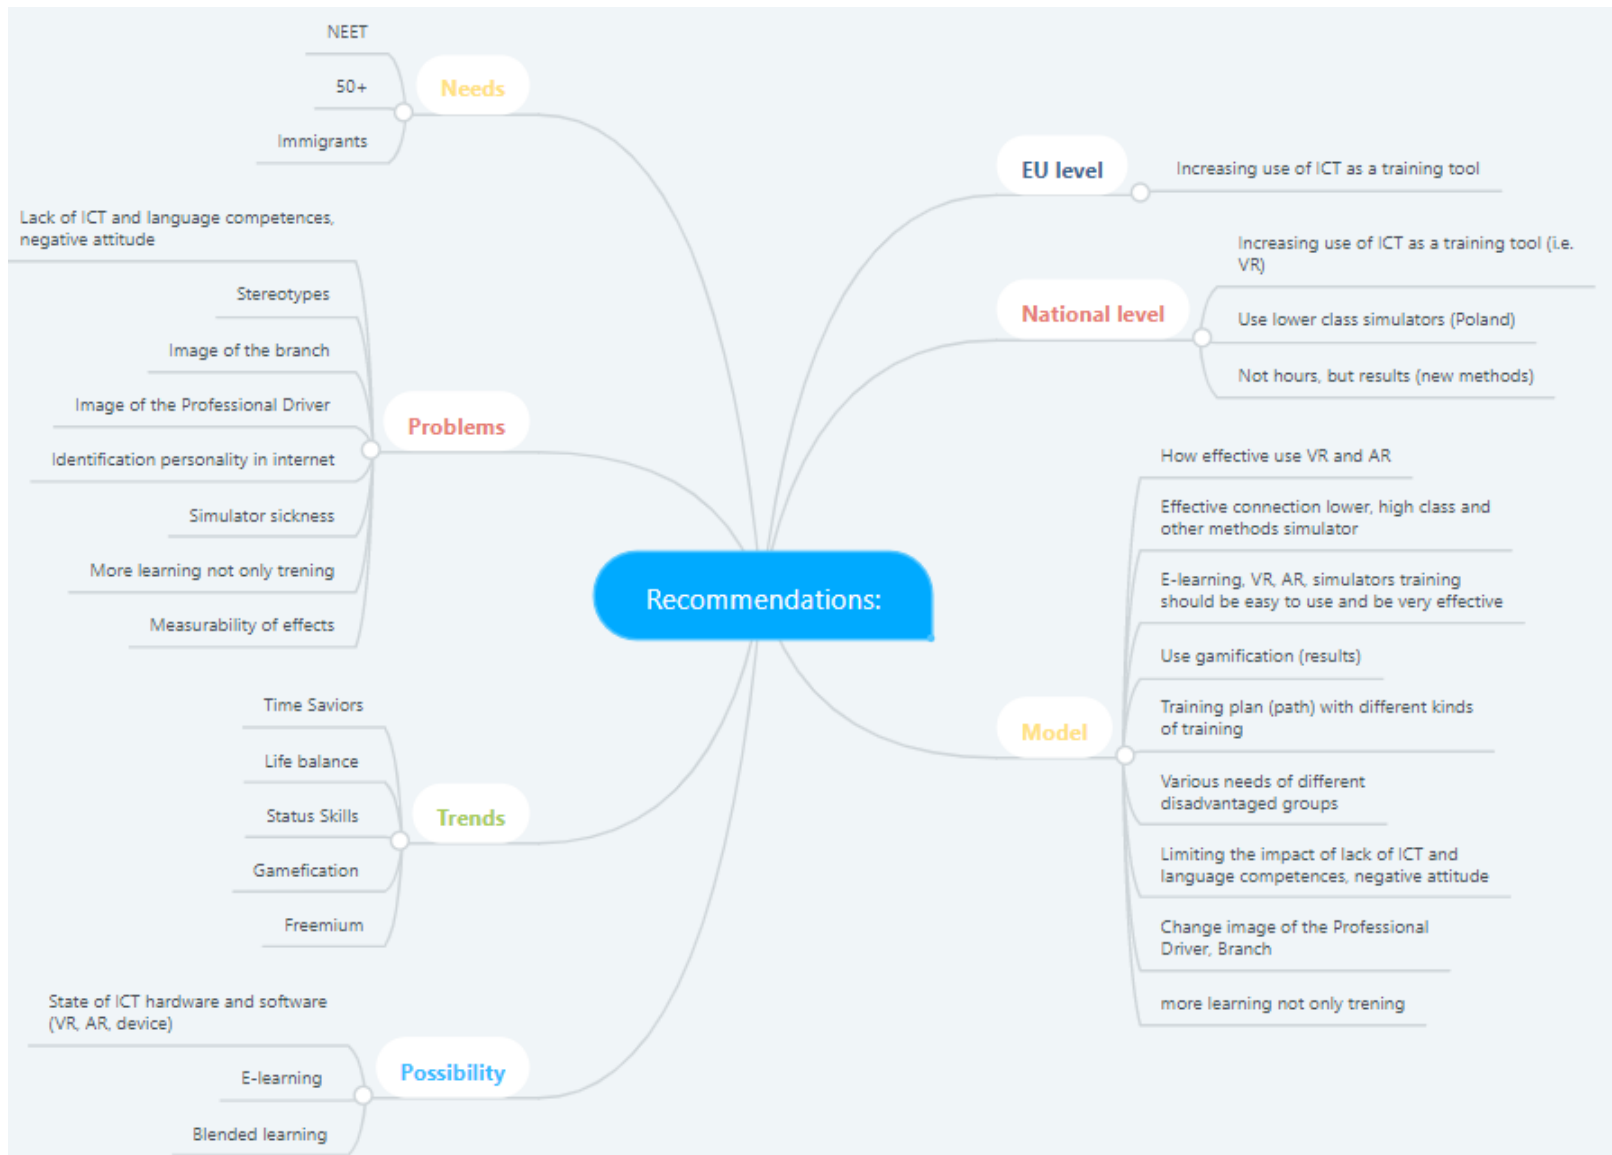 NEET
50+
Immigrants
Needs
Lack of ICT and language competences,
negative attitude
Stereotypes
Image of the branch
Image of the Professional Driver
Identification personality in internet
Simulator sickness
More learning not only trening
Measurability of effects
Problems
Time Saviors
Life balance
Status Skills
Gamefication
Freemium
Trends
State of ICT hardware and software
(VR, AR, device)
E-learning
Blended learning
Possibility
Recommendations:
EU level
Increasing use of ICT as a training tool
National level
Increasing use of ICT as a training tool (i.e.
VR)
Use lower class simulators (Poland)
Not hours, but results (new methods)
Model
How effective use VR and AR
Effective connection lower, high class and
other methods simulator
E-learning, VR, AR, simulators training
should be easy to use and be very effective
Use gamification (results)
Training plan (path) with different kinds
of training
Various needs of different
disadvantaged groups
Limiting the impact of lack of ICT and
language competences, negative attitude
Change image of the Professional
Driver, Branch
more learning not only trening